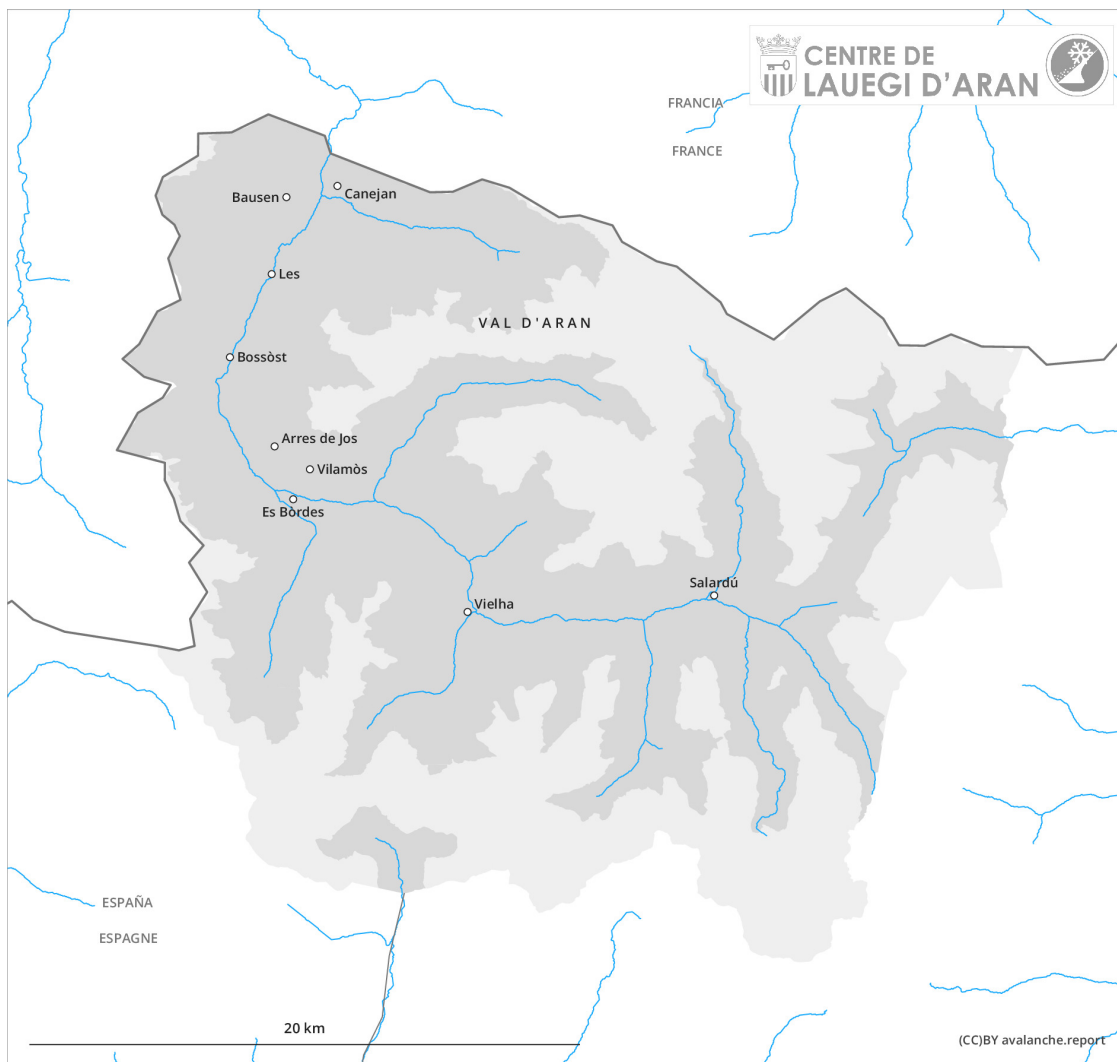 CENTRE DE
LAUEGI D'ARAN
FRANCIA
FRANCE
Bausen
Canejan
Les
VAL D'ARAN
Bossòst
Arres de Jos
Vilamòs
Es Bòrdes
Salardú
Vielha
ESPAÑA
ESPAGNE
20 km
(CC)BY avalanche.report